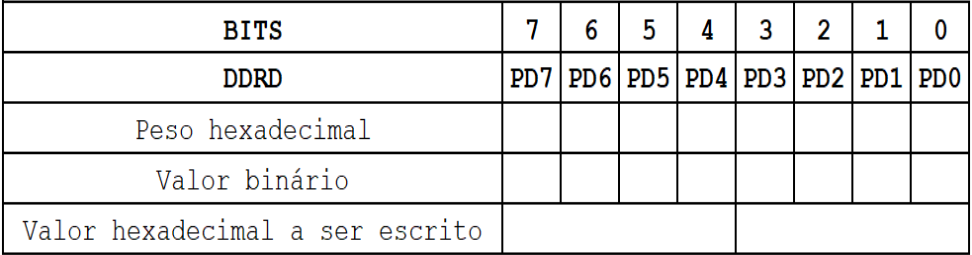 BITS 7 6 5 4 3 2 1 0
DDRD PD7 PD6 PD5 PD4 PD3 PD2 PD1 PD0
Peso hexadecimal
Valor binário
Valor hexadecimal a ser escrito